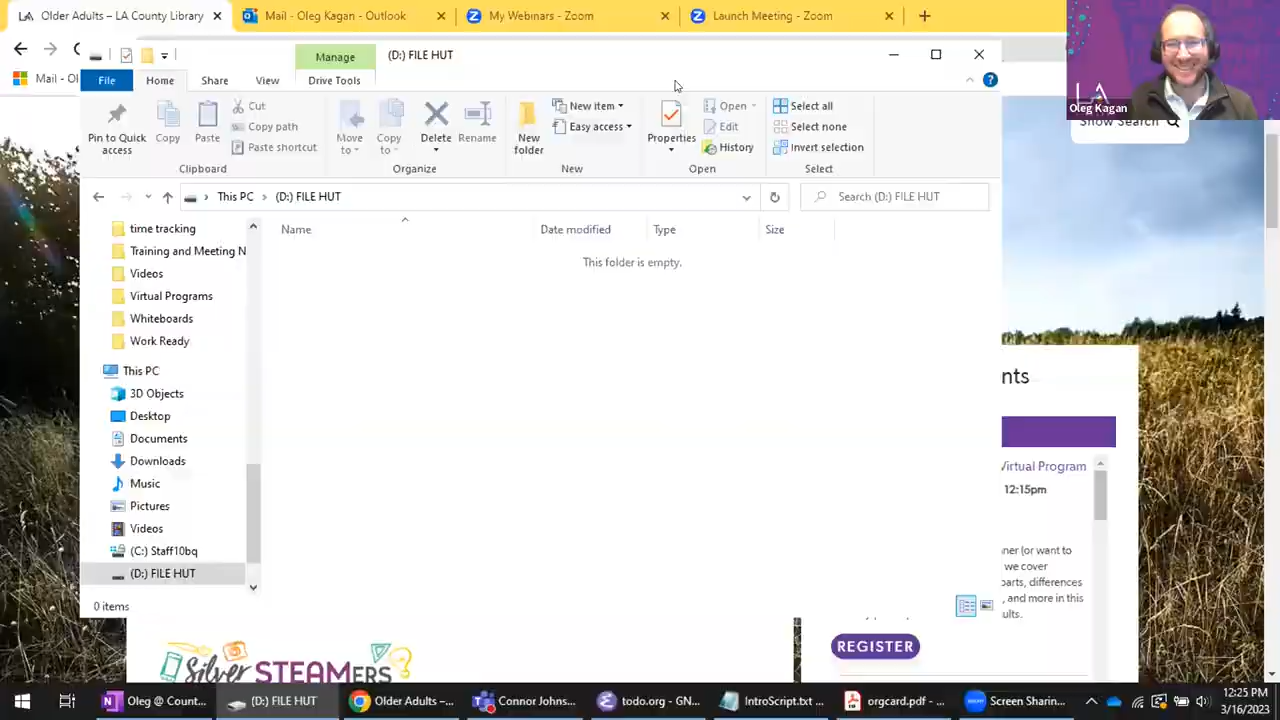 Older Adults – LA County Library
Mail - Oleg Kagan - Outlook
My Webinars - Zoom
Launch Meeting - Zoom
Mail - Ol
Manage
(D:) FILE HUT
File
Home
Share
View
Drive Tools
Pin to Quick access
Copy
Paste
Cut
Copy path
Paste shortcut
Clipboard
Move to
Copy to
Delete
Rename
Organize
New folder
New item
Easy access
New
Properties
Open
Edit
History
Open
Select all
Select none
Invert selection
Select
This PC
(D:) FILE HUT
Search (D:) FILE HUT
Name
Date modified
Type
Size
This folder is empty.
time tracking
Training and Meeting N
Videos
Virtual Programs
Whiteboards
Work Ready
This PC
3D Objects
Desktop
Documents
Downloads
Music
Pictures
Videos
(C:) Staff10bq
(D:) FILE HUT
0 items
LA
Oleg Kagan
Show Search
nts
Virtual Program
12:15pm
ner (or want to
we cover
parts, differences
, and more in this
ults.
REGISTER
Silver STEAMERS
Oleg @ Count...
(D:) FILE HUT
Older Adults –...
Connor Johns...
todo.org – GN...
IntroScript.txt ...
orgcard.pdf - ...
Screen Sharin...
12:25 PM
3/16/2023